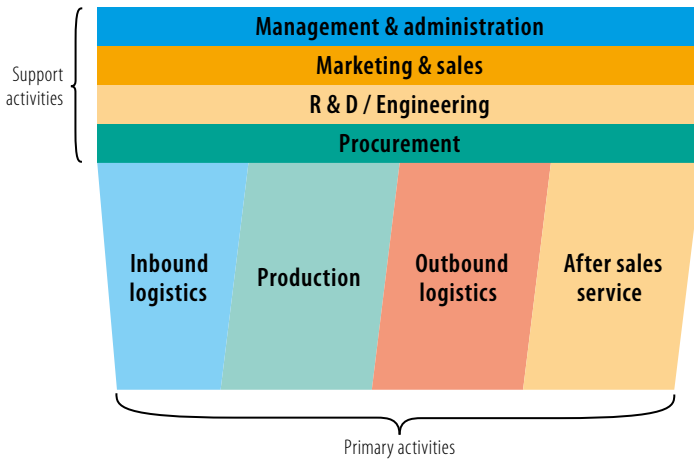 Management & administration
Marketing & sales
R & D / Engineering
Procurement
Support
activities
Inbound
logistics
Production
Outbound
logistics
After sales
service
Primary activities